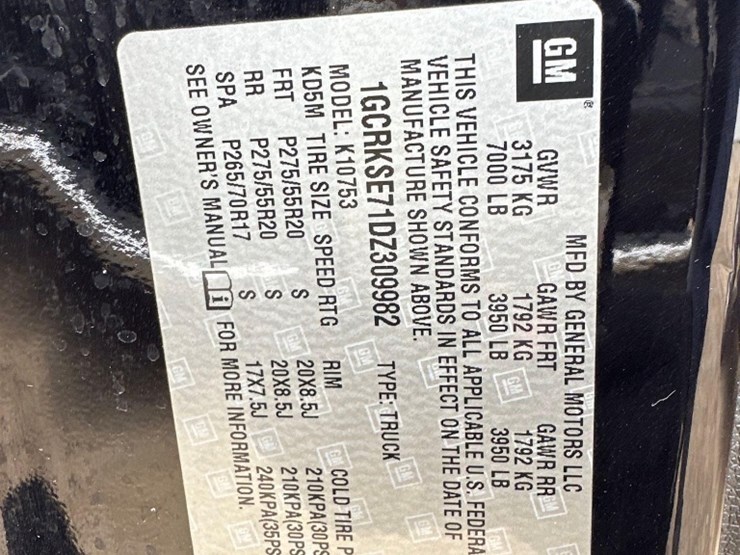 GM
MFD BY GENERAL MOTORS LLC
GVWR GAWR FRT GAWR RR
3175 KG 1792 KG 1792 KG
7000 LB 3950 LB 3950 LB
THIS VEHICLE CONFORMS TO ALL APPLICABLE U.S. FEDERA
VEHICLE SAFETY STANDARDS IN EFFECT ON THE DATE OF
MANUFACTURE SHOWN ABOVE.
1GCRKSE71DZ309982 TYPE: TRUCK
MODEL: K10753
KD5M TIRE SIZE SPEED RTG RIM COLD TIRE P
FRT P275/55R20 S 20X8.5J 210KPA(30PS
RR P275/55R20 S 20X8.5J 210KPA(30PS
SPA P265/70R17 S 17X7.5J 240KPA(35PS
SEE OWNER'S MANUAL i FOR MORE INFORMATION.